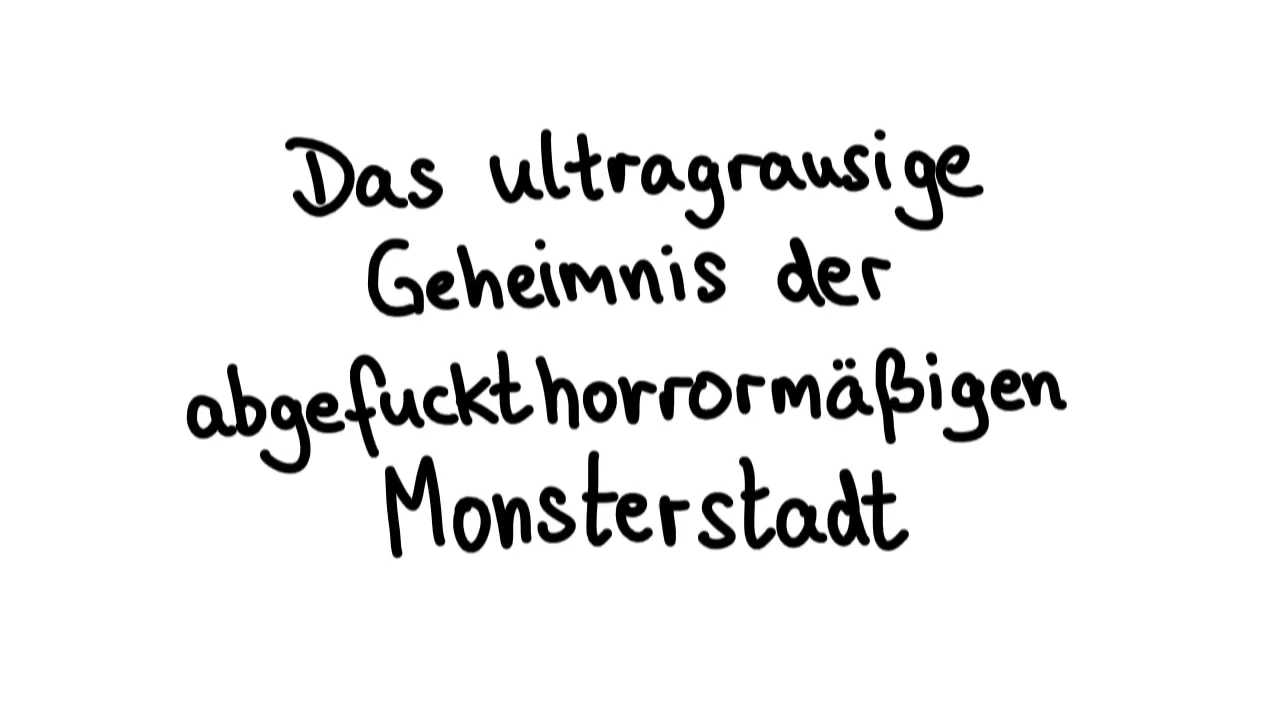 Das ultragrausige
Geheimnis der
abgefuckthorrormäßigen
Monsterstadt